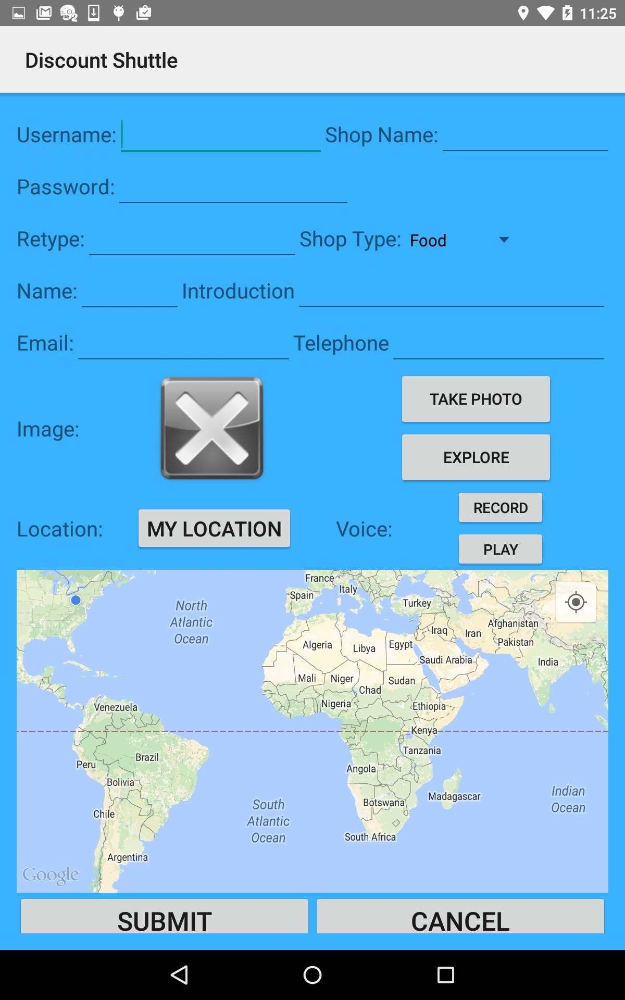 11:25
Discount Shuttle
Username: Shop Name:
Password:
Retype: Shop Type: Food
Name: Introduction
Email: Telephone
Image:
TAKE PHOTO
EXPLORE
Location: MY LOCATION Voice:
RECORD
PLAY
France
Italy
Spain
Turkey
North
Atlantic
Ocean
Afghanistan
Iraq
Iran
Pakistan
Algeria
Libya
Egypt
Saudi Arabia
India
Mali
Niger
Sudan
Chad
Nigeria
Ethiopia
Venezuela
Kenya
Tanzania
Brazil
Peru
Angola
Bolivia
Madagascar
Indian
Ocean
Botswana
South
Atlantic
Ocean
Chile
South Africa
Argentina
Google
SUBMIT CANCEL